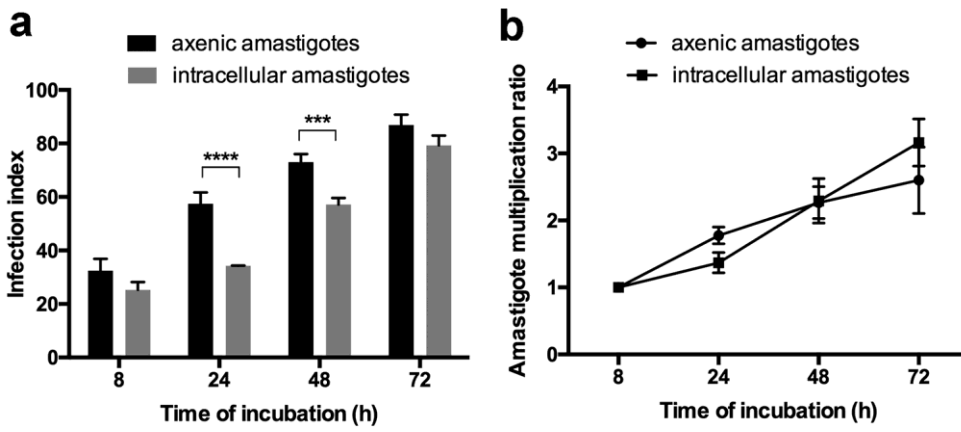 a
axenic amastigotes
intracellular amastigotes
Infection index
100
80
60
40
20
0
****
***
8 24 48 72
Time of incubation (h)
b
axenic amastigotes
intracellular amastigotes
Amastigote multiplication ratio
4
3
2
1
0
8 24 48 72
Time of incubation (h)